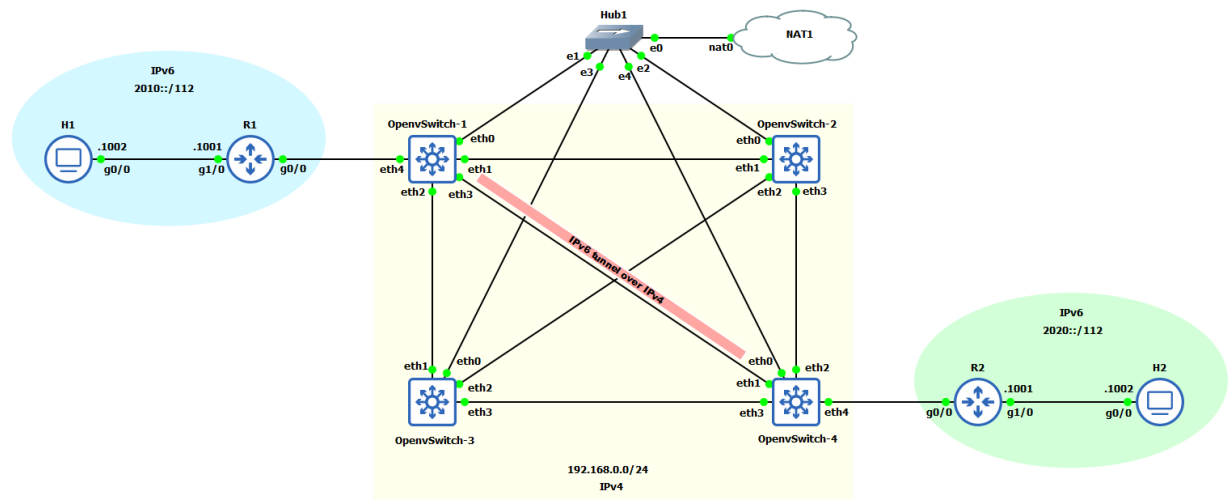 Hub1
NAT1
e0
nat0
e1
e2
e3
e4
IPv6
2010::/112
H1
R1
.1002
.1001
g0/0
g1/0
g0/0
OpenvSwitch-1
eth0
eth4
eth1
eth2
eth3
OpenvSwitch-2
eth0
eth1
eth2
eth3
IPv6 funnel over IPv4
eth1
eth0
eth2
eth3
OpenvSwitch-3
eth0
eth2
eth1
eth3
eth4
OpenvSwitch-4
192.168.0.0/24
IPv4
IPv6
2020::/112
R2
H2
.1001
.1002
g0/0
g1/0
g0/0